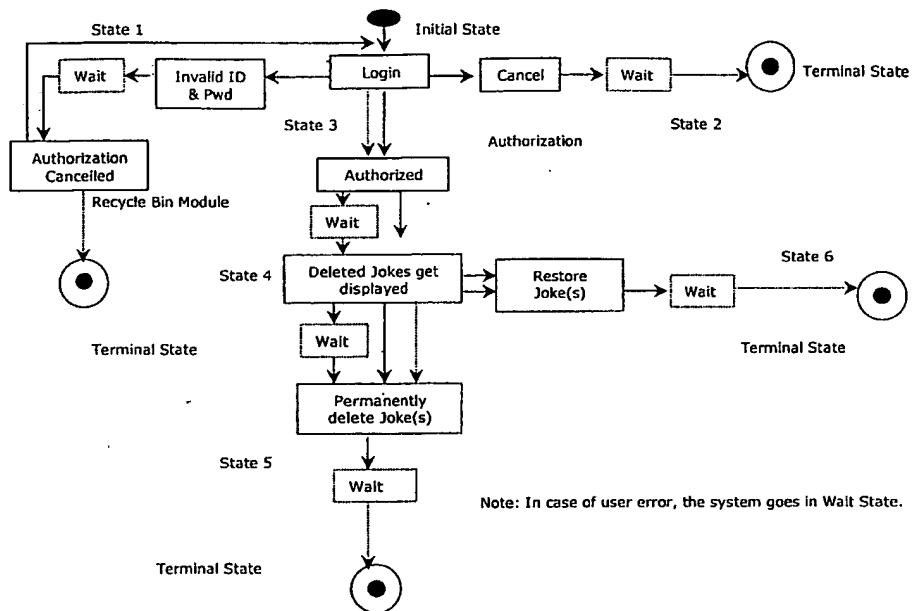 State 1
Initial State
Wait
Invalid ID
& Pwd
Login
Cancel
Wait
Terminal State
State 3
Authorization
State 2
Authorization
Cancelled
Authorized
Recycle Bin Module
Wait
State 4
Deleted Jokes get
displayed
Restore
Joke(s)
Wait
State 6
Wait
Terminal State
Terminal State
Permanently
delete Joke(s)
State 5
Wait
Note: In case of user error, the system goes in Wait State.
Terminal State